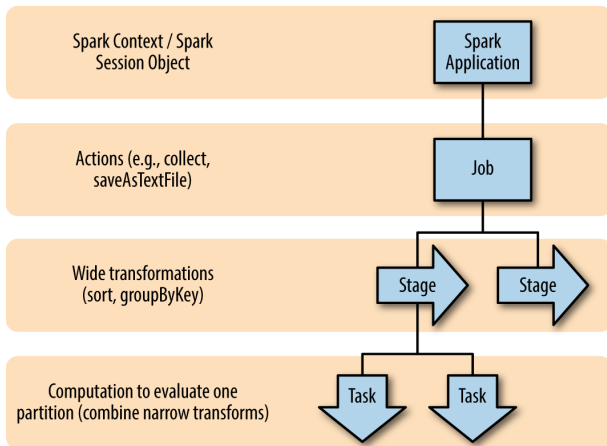 Spark Context / Spark
Session Object
Spark
Application
Actions (e.g., collect,
saveAsTextFile)
Job
Wide transformations
(sort, groupByKey)
Stage
Stage
Computation to evaluate one
partition (combine narrow transforms)
Task
Task